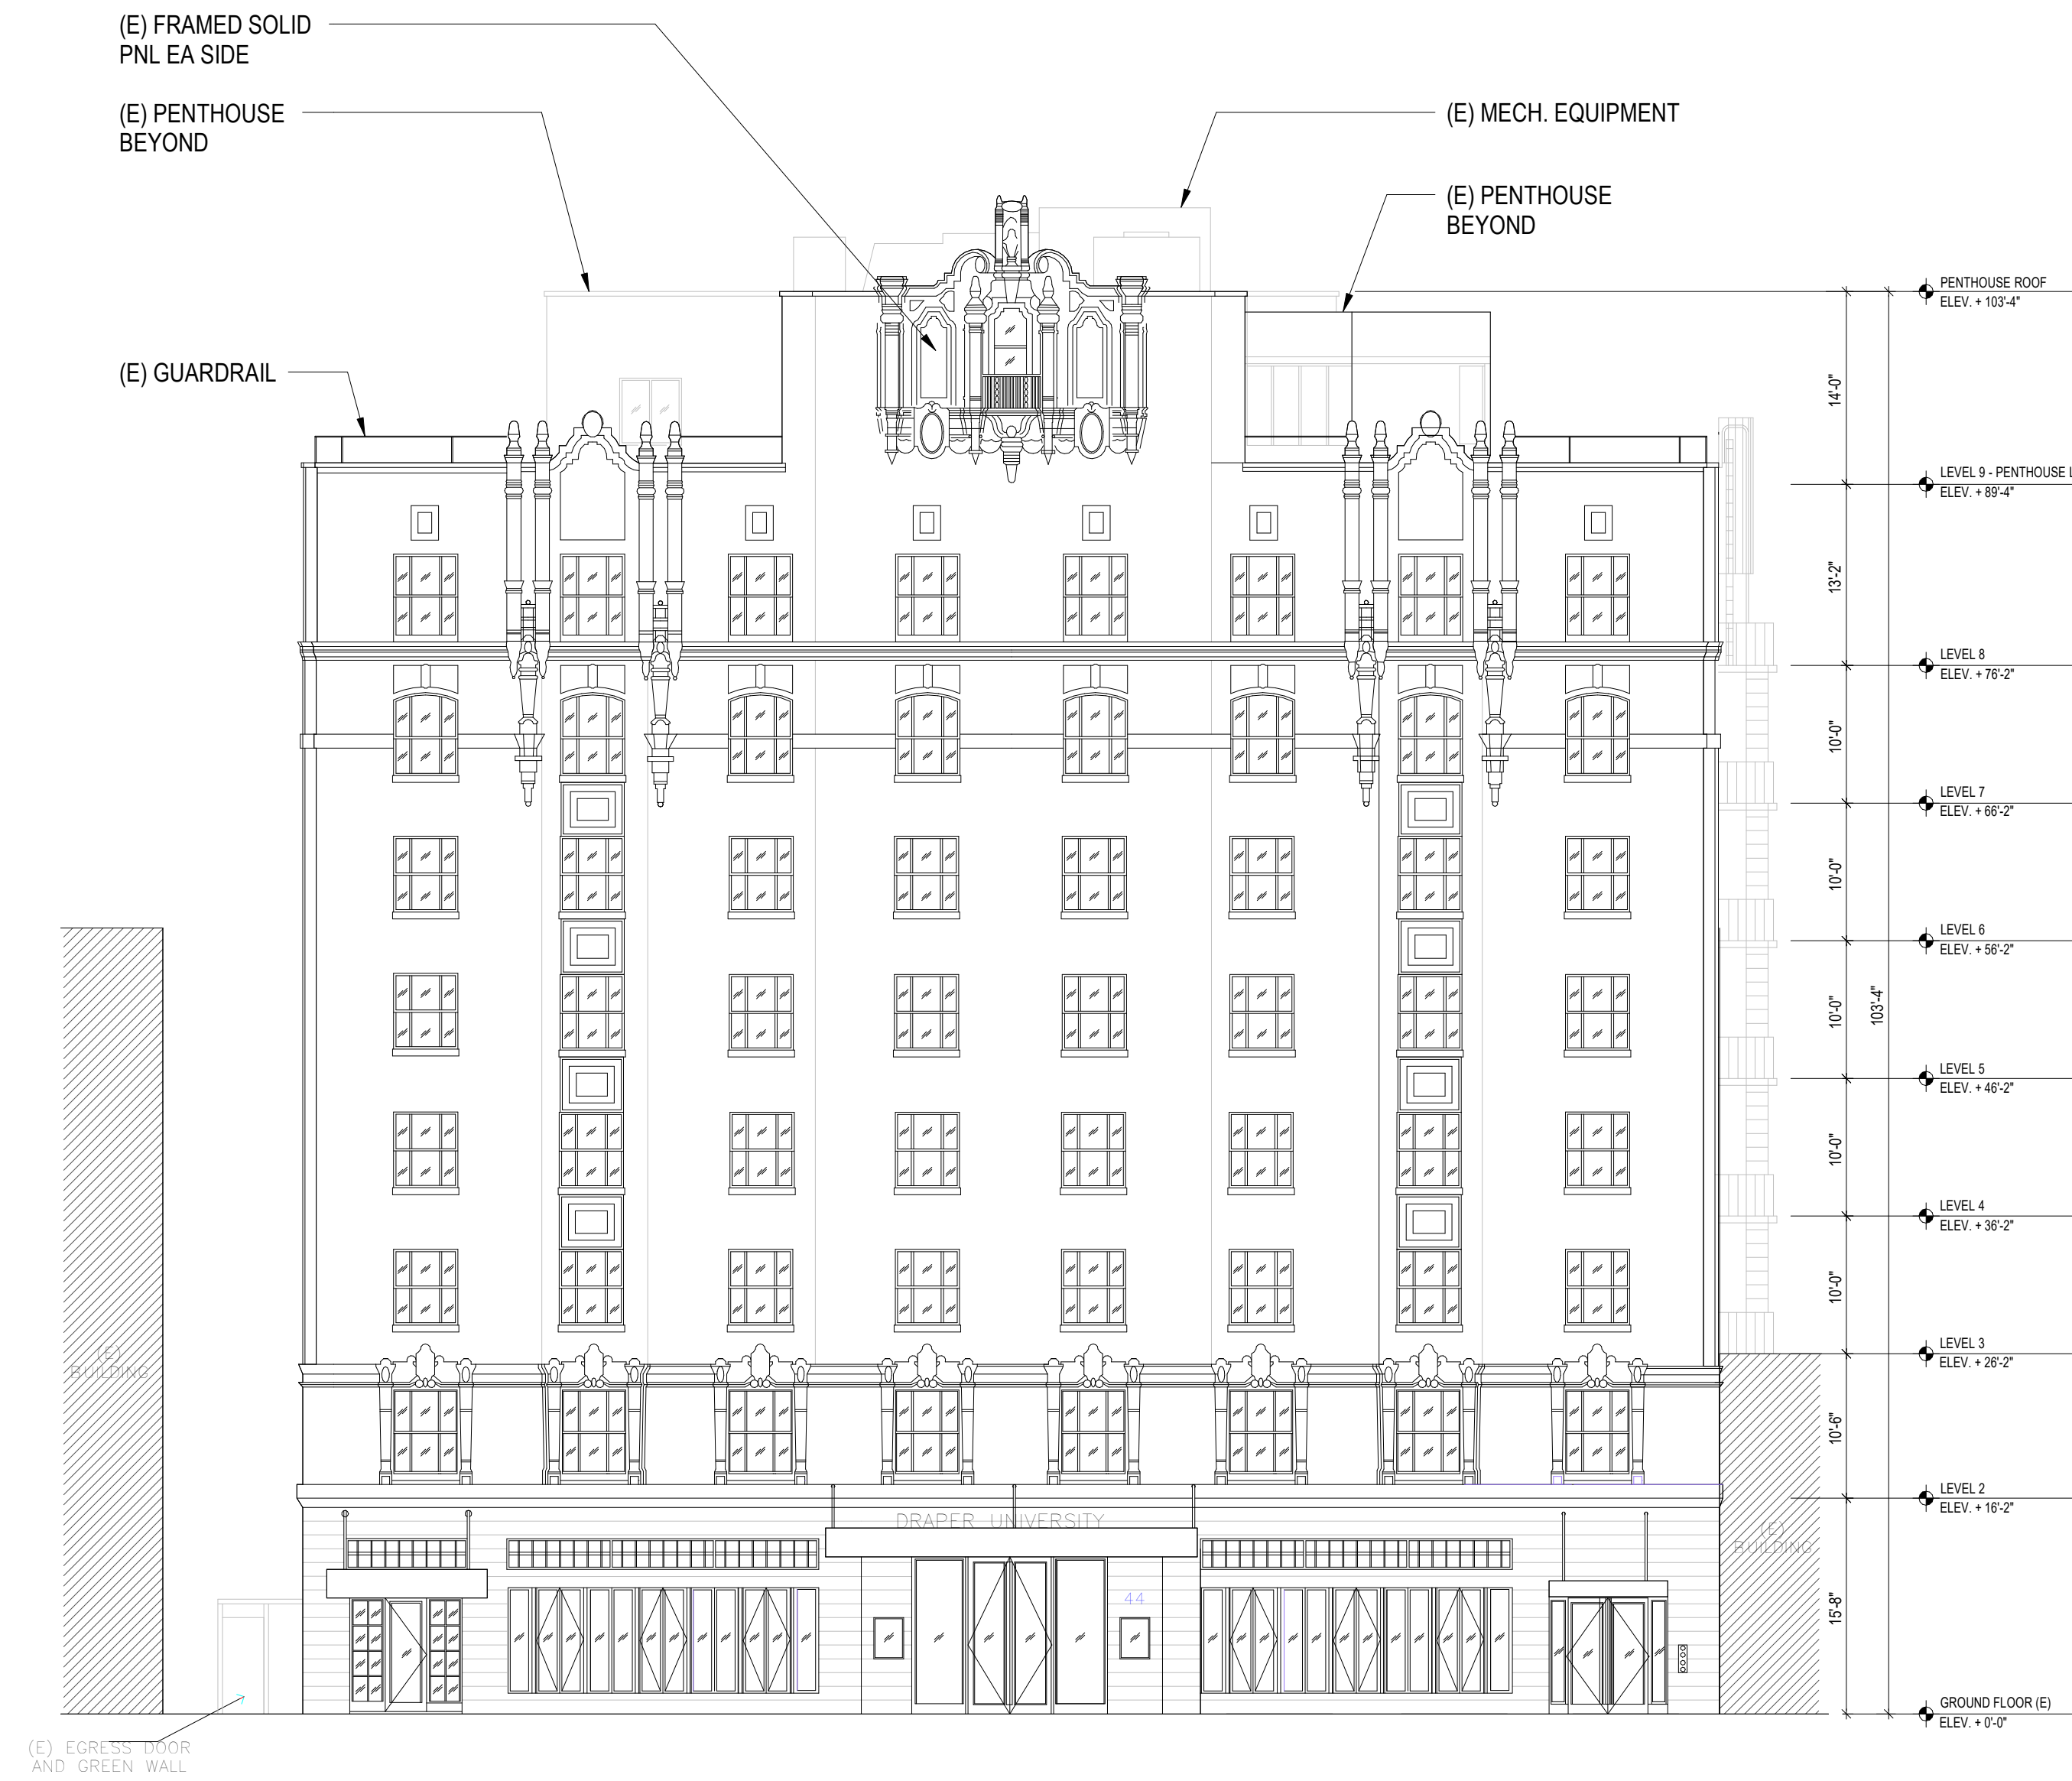 (E) FRAMED SOLID
PNL EA SIDE
(E) PENTHOUSE
BEYOND
(E) MECH. EQUIPMENT
(E) PENTHOUSE
BEYOND
(E) GUARDRAIL
PENTHOUSE ROOF
ELEV. + 103'-4"
14'-0"
LEVEL 9 - PENTHOUSE L
ELEV. + 89'-4"
13'-2"
LEVEL 8
ELEV. + 76'-2"
10'-0"
LEVEL 7
ELEV. + 66'-2"
10'-0"
LEVEL 6
ELEV. + 56'-2"
10'-0"
103'-4"
LEVEL 5
ELEV. + 46'-2"
10'-0"
LEVEL 4
ELEV. + 36'-2"
10'-0"
LEVEL 3
ELEV. + 26'-2"
(E)
BUILDING
10'-6"
LEVEL 2
ELEV. + 16'-2"
DRAPER UNIVERSITY
(E)
BUILDING
44
15'-8"
GROUND FLOOR (E)
ELEV. + 0'-0"
(E) EGRESS DOOR
AND GREEN WALL